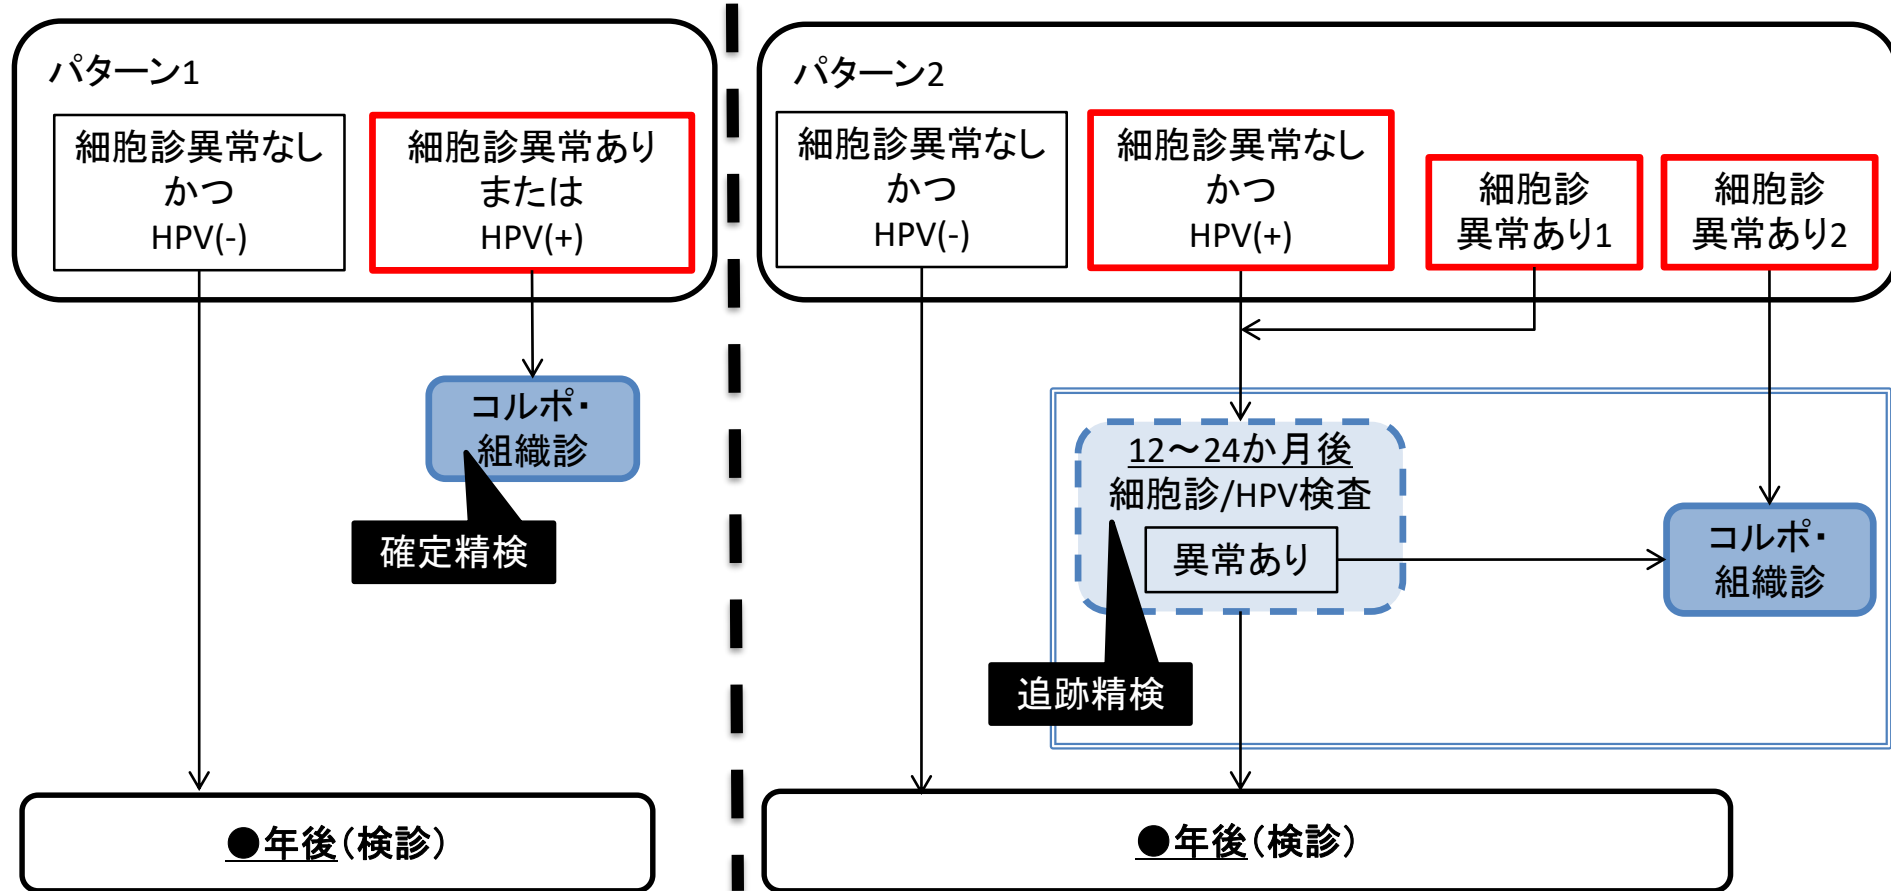 パターン1
細胞診異常なし
かつ
HPV(-)
細胞診異常あり
または
HPV(+)
コルポ・
組織診
確定精検
●年後(検診)
パターン2
細胞診異常なし
かつ
HPV(-)
細胞診異常なし
かつ
HPV(+)
細胞診
異常あり1
細胞診
異常あり2
12～24か月後
細胞診/HPV検査
異常あり
追跡精検
コルポ・
組織診
●年後(検診)